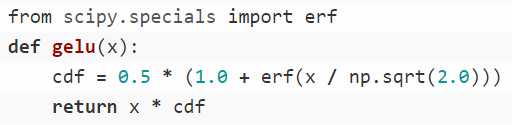 from scipy.specials import erf
def gelu(x):
    cdf = 0.5 * (1.0 + erf(x / np.sqrt(2.0)))
    return x * cdf